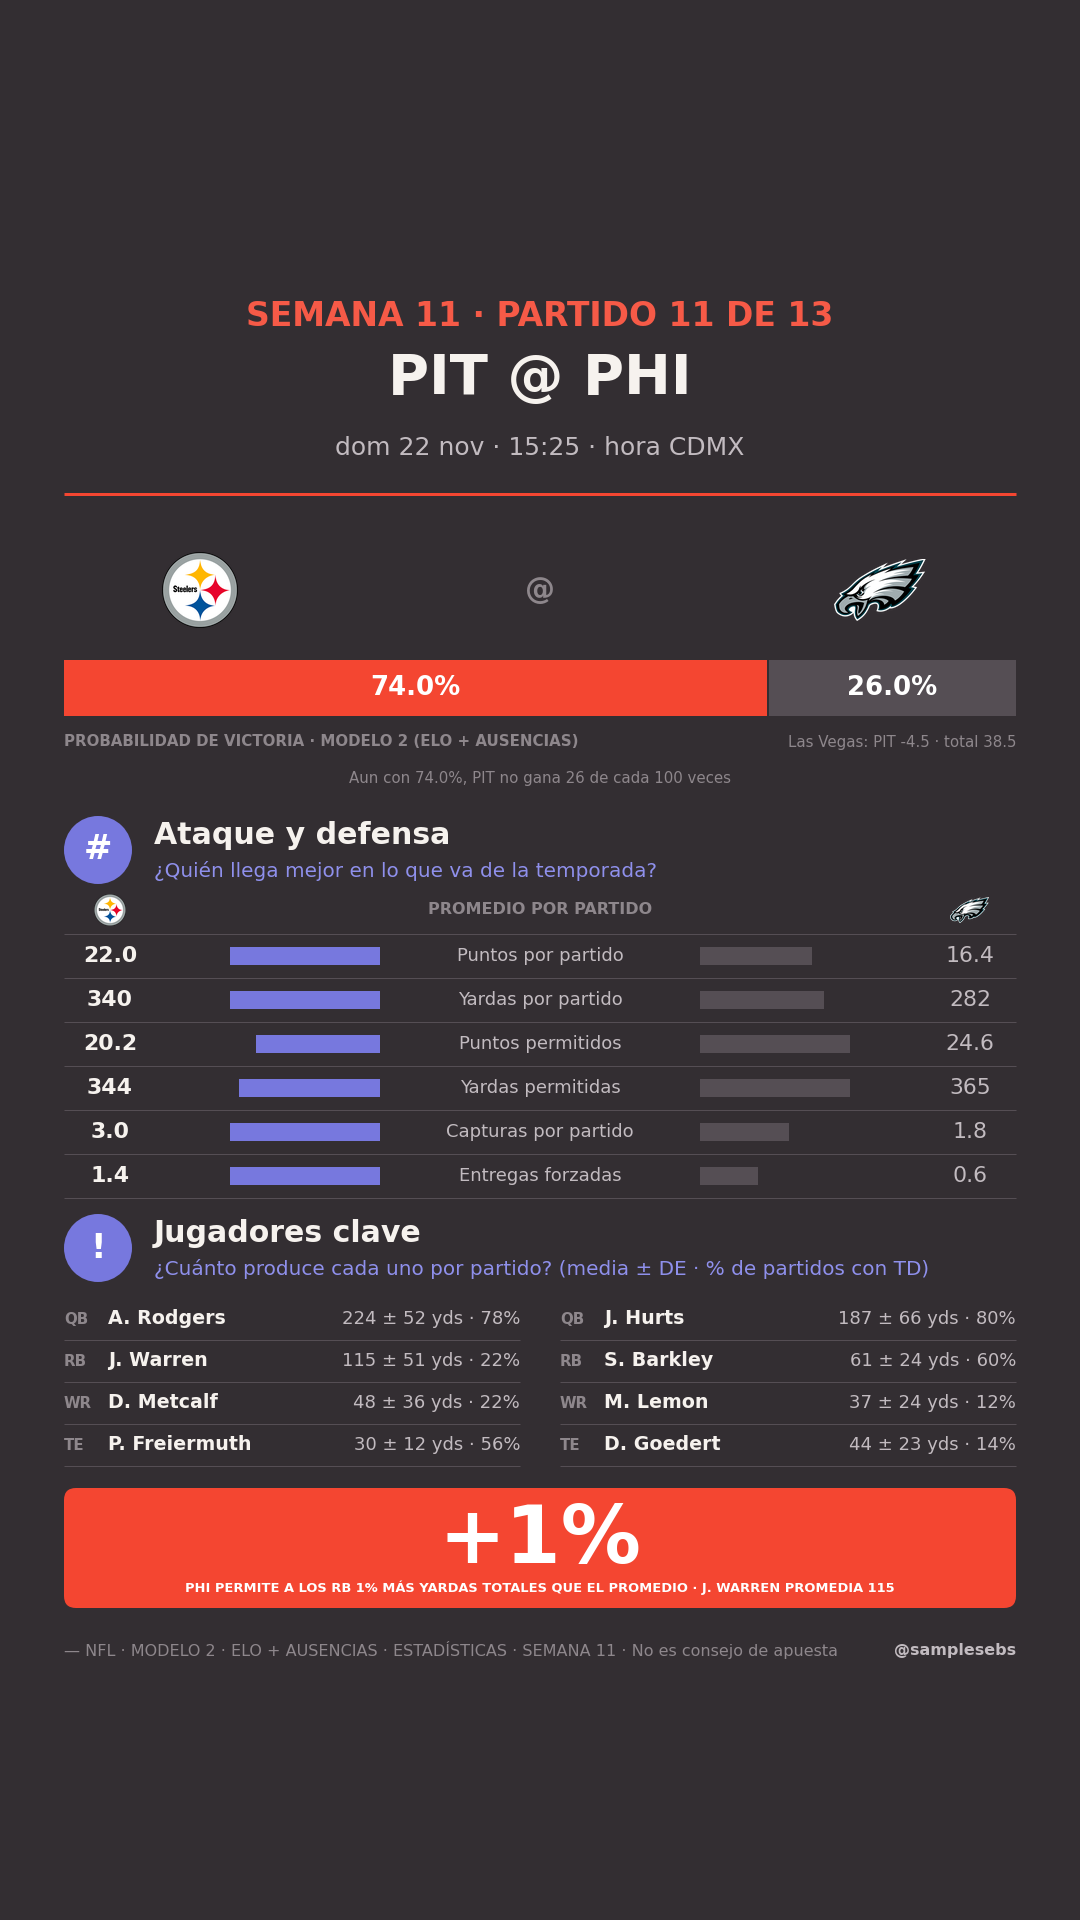 SEMANA 11 · PARTIDO 11 DE 13
PIT @ PHI
dom 22 nov · 15:25 · hora CDMX
Steelers @
74.0% 26.0%
PROBABILIDAD DE VICTORIA · MODELO 2 (ELO + AUSENCIAS) Las Vegas: PIT -4.5 · total 38.5
Aun con 74.0%, PIT no gana 26 de cada 100 veces
# Ataque y defensa
¿Quién llega mejor en lo que va de la temporada?
Steelers PROMEDIO POR PARTIDO
22.0 Puntos por partido 16.4
340 Yardas por partido 282
20.2 Puntos permitidos 24.6
344 Yardas permitidas 365
3.0 Capturas por partido 1.8
1.4 Entregas forzadas 0.6
! Jugadores clave
¿Cuánto produce cada uno por partido? (media ± DE · % de partidos con TD)
QB A. Rodgers 224 ± 52 yds · 78% QB J. Hurts 187 ± 66 yds · 80%
RB J. Warren 115 ± 51 yds · 22% RB S. Barkley 61 ± 24 yds · 60%
WR D. Metcalf 48 ± 36 yds · 22% WR M. Lemon 37 ± 24 yds · 12%
TE P. Freiermuth 30 ± 12 yds · 56% TE D. Goedert 44 ± 23 yds · 14%
+1%
PHI PERMITE A LOS RB 1% MÁS YARDAS TOTALES QUE EL PROMEDIO · J. WARREN PROMEDIA 115
— NFL · MODELO 2 · ELO + AUSENCIAS · ESTADÍSTICAS · SEMANA 11 · No es consejo de apuesta @samplesebs